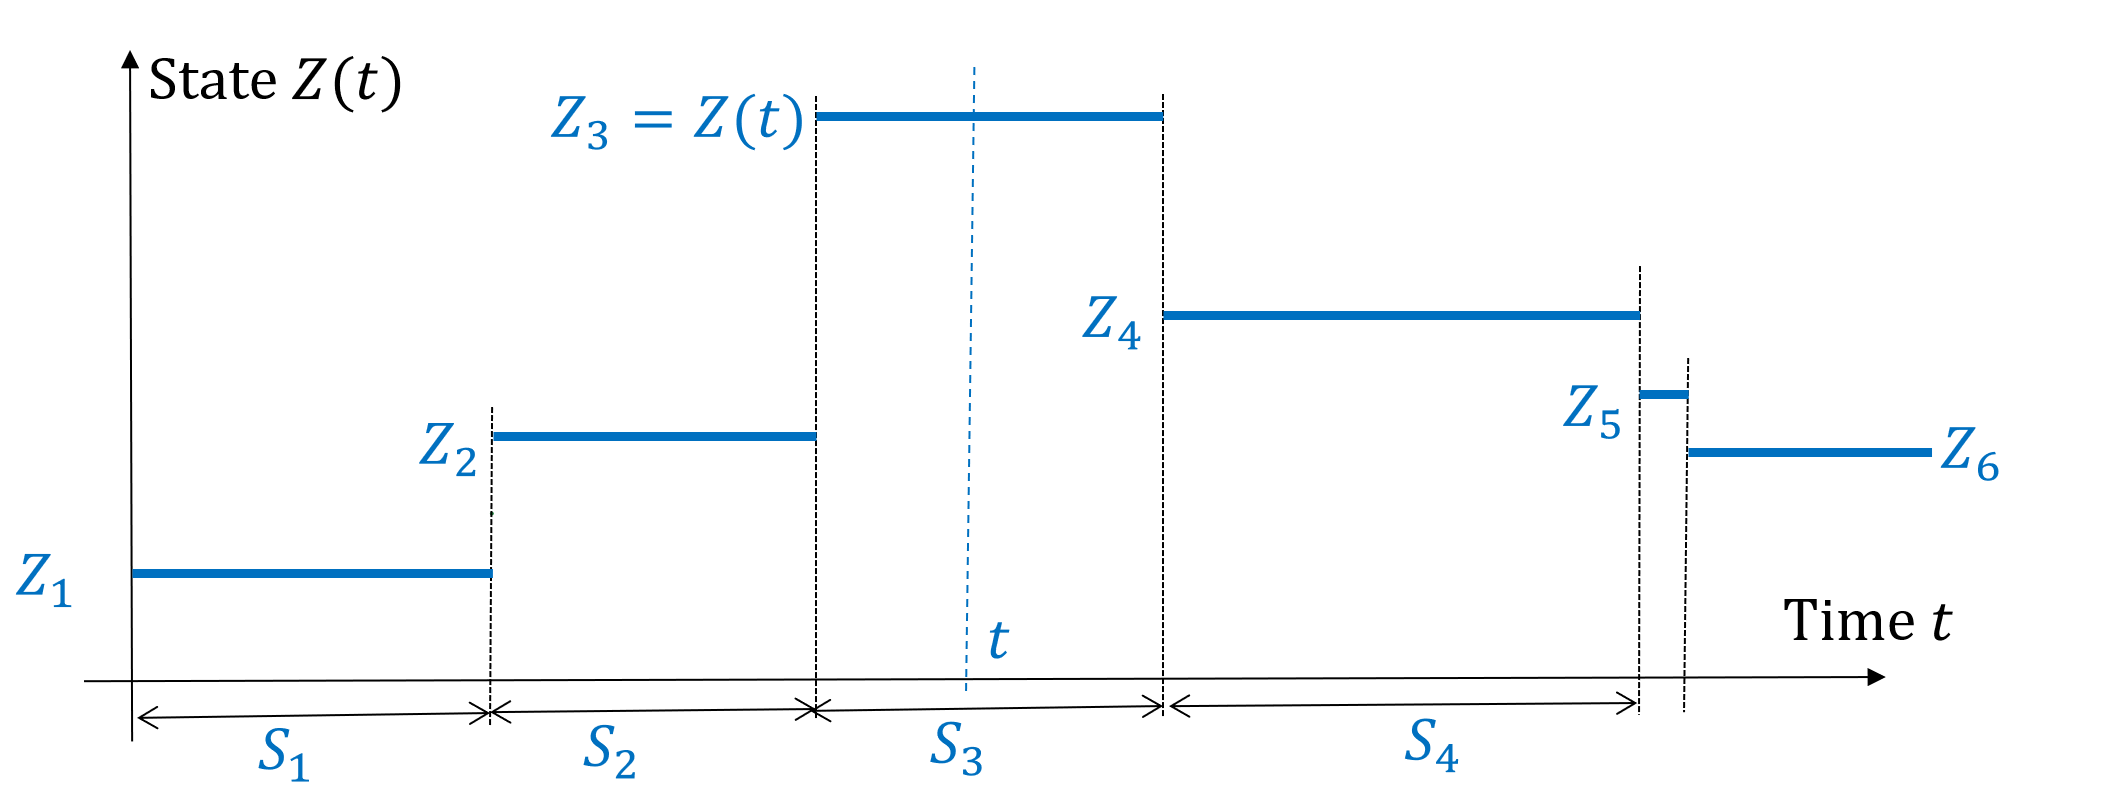 State Z(t)
Z₃ = Z(t)
Z₄
Z₅
Z₂
Z₆
Z₁
Time t
t
S₁
S₂
S₃
S₄